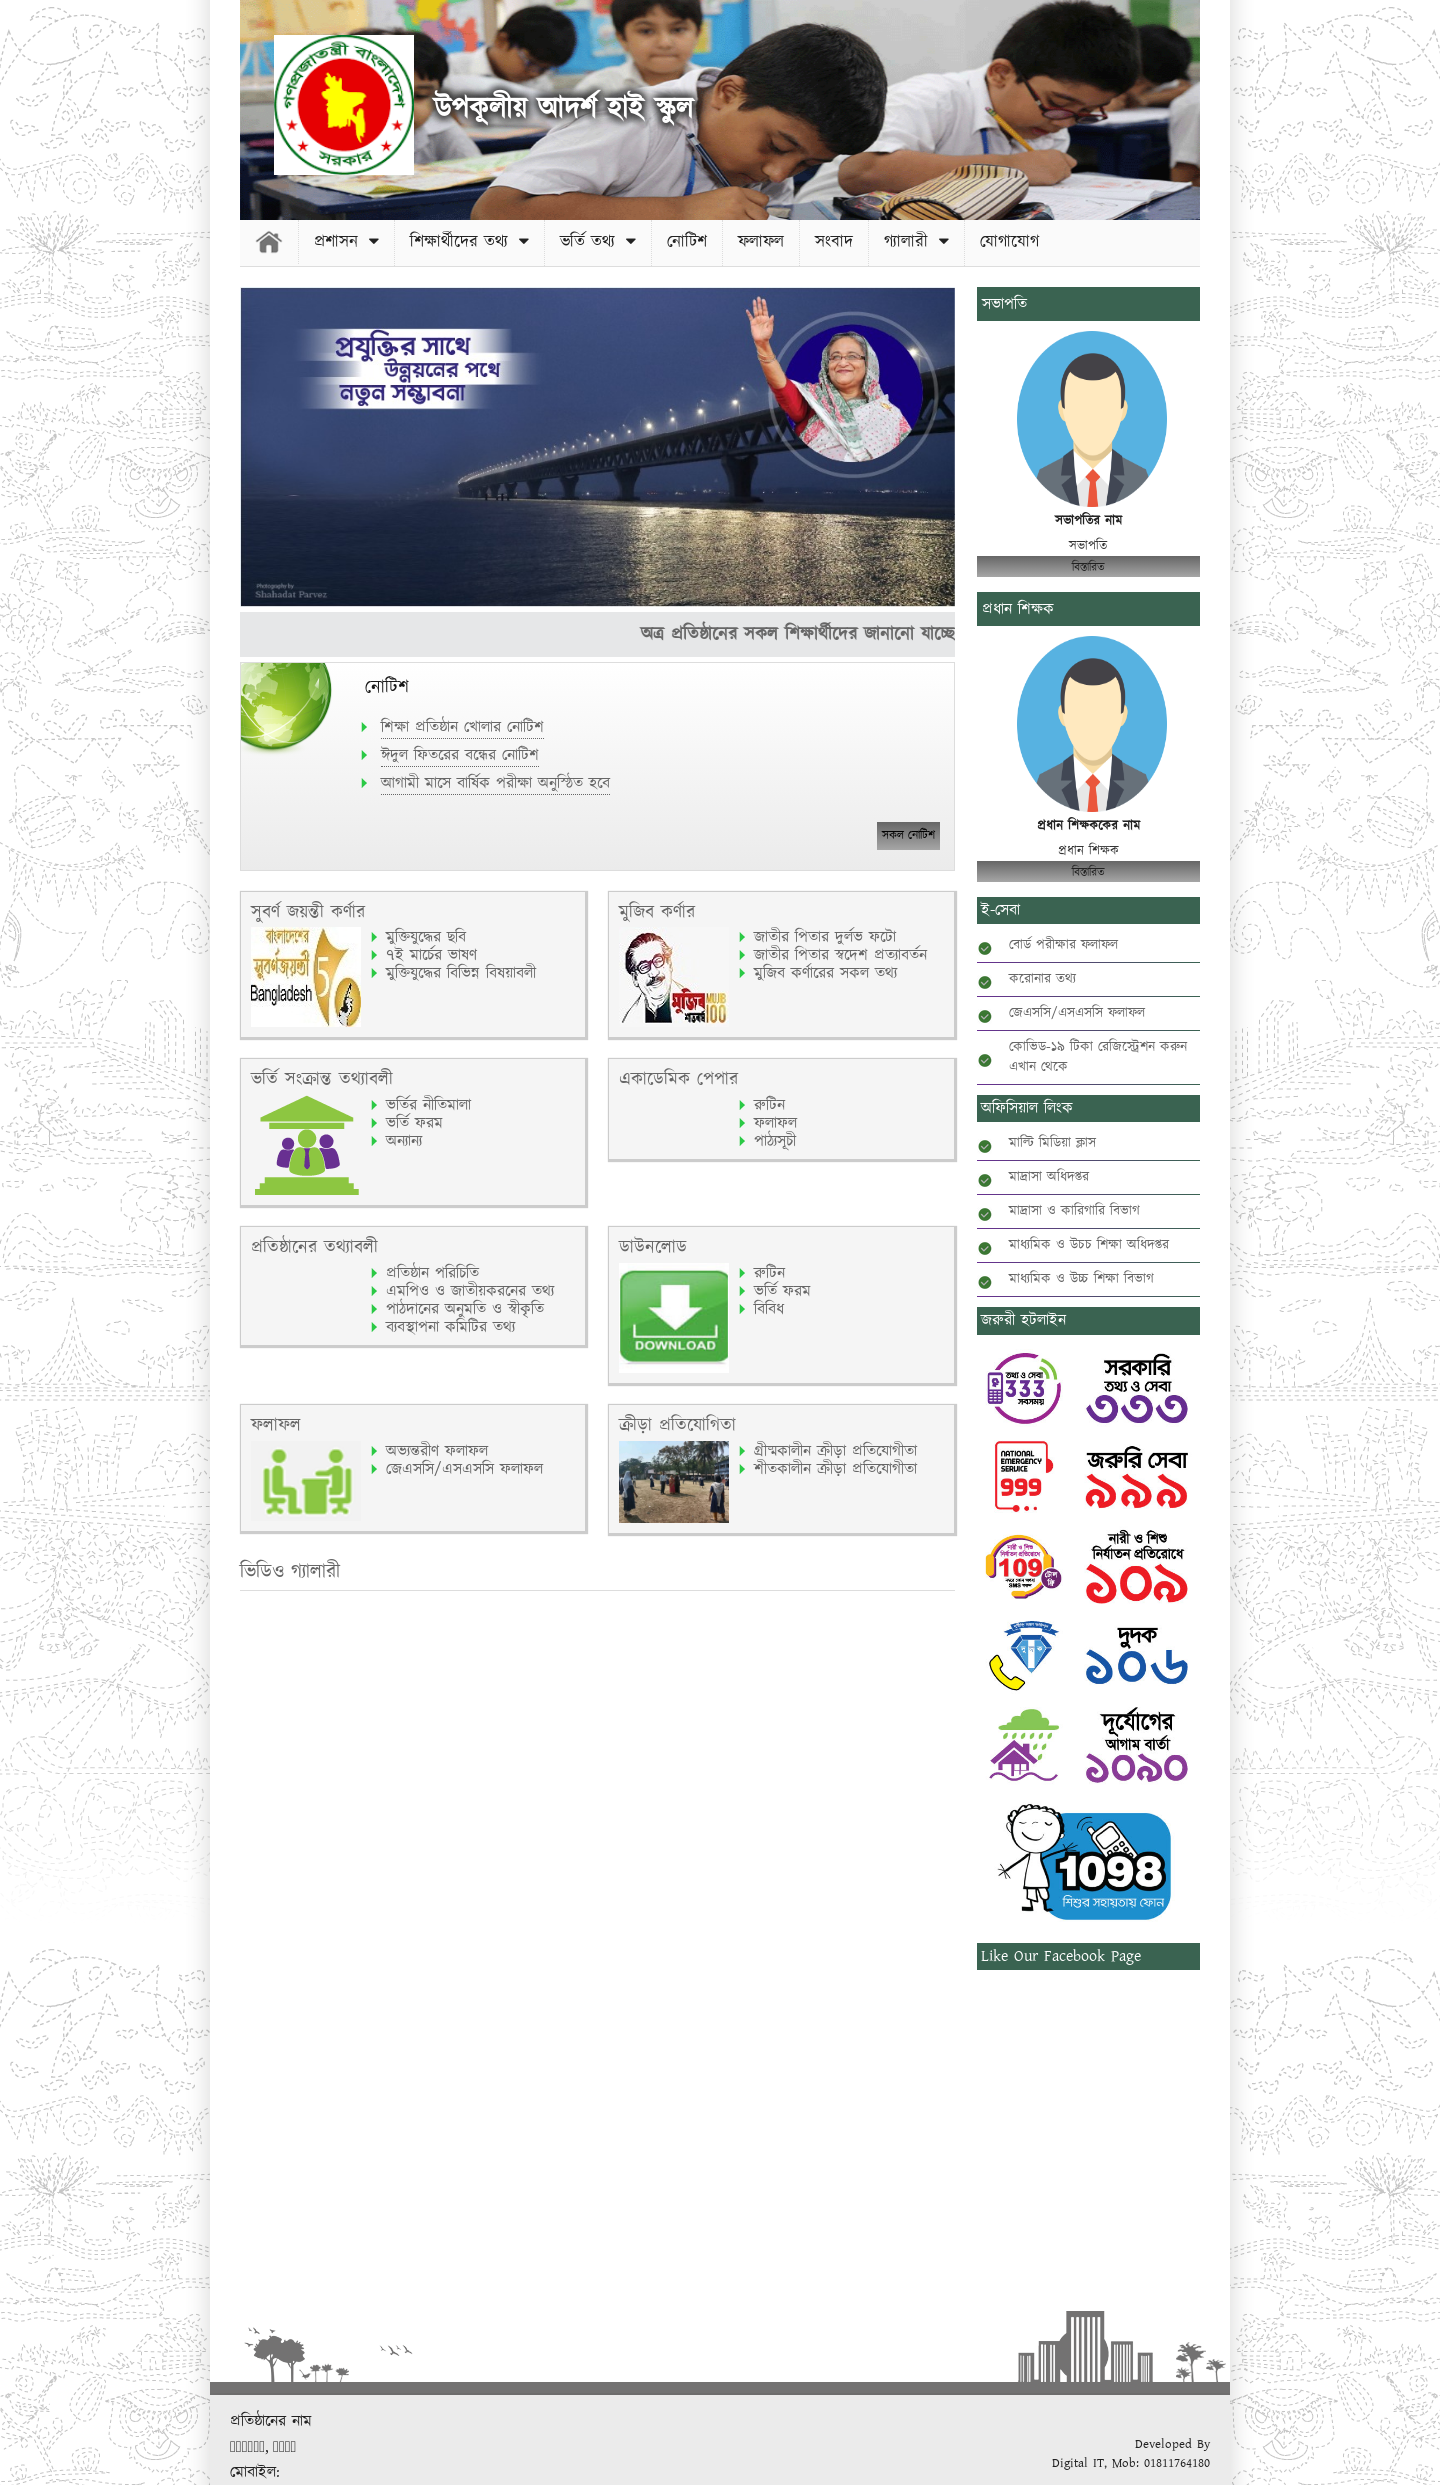 গণপ্রজাতন্ত্রী বাংলাদেশ
সরকার
উপকূলীয় আদর্শ হাই স্কুল
প্রশাসন
শিক্ষার্থীদের তথ্য
ভর্তি তথ্য
নোটিশ
ফলাফল
সংবাদ
গ্যালারী
যোগাযোগ
প্রযুক্তির সাথে
উন্নয়নের পথে
নতুন সম্ভাবনা
Photography by
Shahadat Parvez
অত্র প্রতিষ্ঠানের সকল শিক্ষার্থীদের জানানো যাচ্ছে
নোটিশ
শিক্ষা প্রতিষ্ঠান খোলার নোটিশ
ঈদুল ফিতরের বন্ধের নোটিশ
আগামী মাসে বার্ষিক পরীক্ষা অনুস্ঠিত হবে
সকল নোটিশ
সুবর্ণ জয়ন্তী কর্ণার
বাংলাদেশের
সুবর্ণজয়ন্তী
Bangladesh
মুক্তিযুদ্ধের ছবি
৭ই মার্চের ভাষণ
মুক্তিযুদ্ধের বিভিন্ন বিষয়াবলী
মুজিব কর্ণার
মুজিব
শতবর্ষ
MUJIB
100
জাতীর পিতার দুর্লভ ফটো
জাতীর পিতার স্বদেশ প্রত্যাবর্তন
মুজিব কর্ণারের সকল তথ্য
ভর্তি সংক্রান্ত তথ্যাবলী
ভর্তির নীতিমালা
ভর্তি ফরম
অন্যান্য
একাডেমিক পেপার
রুটিন
ফলাফল
পাঠ্যসূচী
প্রতিষ্ঠানের তথ্যাবলী
প্রতিষ্ঠান পরিচিতি
এমপিও ও জাতীয়করনের তথ্য
পাঠদানের অনুমতি ও স্বীকৃতি
ব্যবস্থাপনা কমিটির তথ্য
ডাউনলোড
DOWNLOAD
রুটিন
ভর্তি ফরম
বিবিধ
ফলাফল
অভ্যন্তরীণ ফলাফল
জেএসসি/এসএসসি ফলাফল
ক্রীড়া প্রতিযোগিতা
গ্রীস্মকালীন ক্রীড়া প্রতিযোগীতা
শীতকালীন ক্রীড়া প্রতিযোগীতা
ভিডিও গ্যালারী
সভাপতি
সভাপতির নাম
সভাপতি
বিস্তারিত
প্রধান শিক্ষক
প্রধান শিক্ষককের নাম
প্রধান শিক্ষক
বিস্তারিত
ই-সেবা
বোর্ড পরীক্ষার ফলাফল
করোনার তথ্য
জেএসসি/এসএসসি ফলাফল
কোভিড-১৯ টিকা রেজিস্ট্রেশন করুন
এখান থেকে
অফিসিয়াল লিংক
মাল্টি মিডিয়া ক্লাস
মাদ্রাসা অধিদপ্তর
মাদ্রাসা ও কারিগারি বিভাগ
মাধ্যমিক ও উচচ শিক্ষা অধিদপ্তর
মাধ্যমিক ও উচ্চ শিক্ষা বিভাগ
জরুরী হটলাইন
তথ্য ও সেবা
333
সবসময়
সরকারি
তথ্য ও সেবা
৩৩৩
NATIONAL
EMERGENCY
SERVICE
999
জরুরি সেবা
৯৯৯
নারী ও শিশু
নির্যাতন প্রতিরোধে
109
টোল
ফ্রি
নারী ও শিশু
নির্যাতন প্রতিরোধে
১০৯
দুদক
১০৬
দূর্যোগের
আগাম বার্তা
১০৯০
1098
শিশুর সহায়তায় ফোন
Like Our Facebook Page
প্রতিষ্ঠানের নাম
মোবাইল:
Developed By
Digital IT, Mob: 01811764180